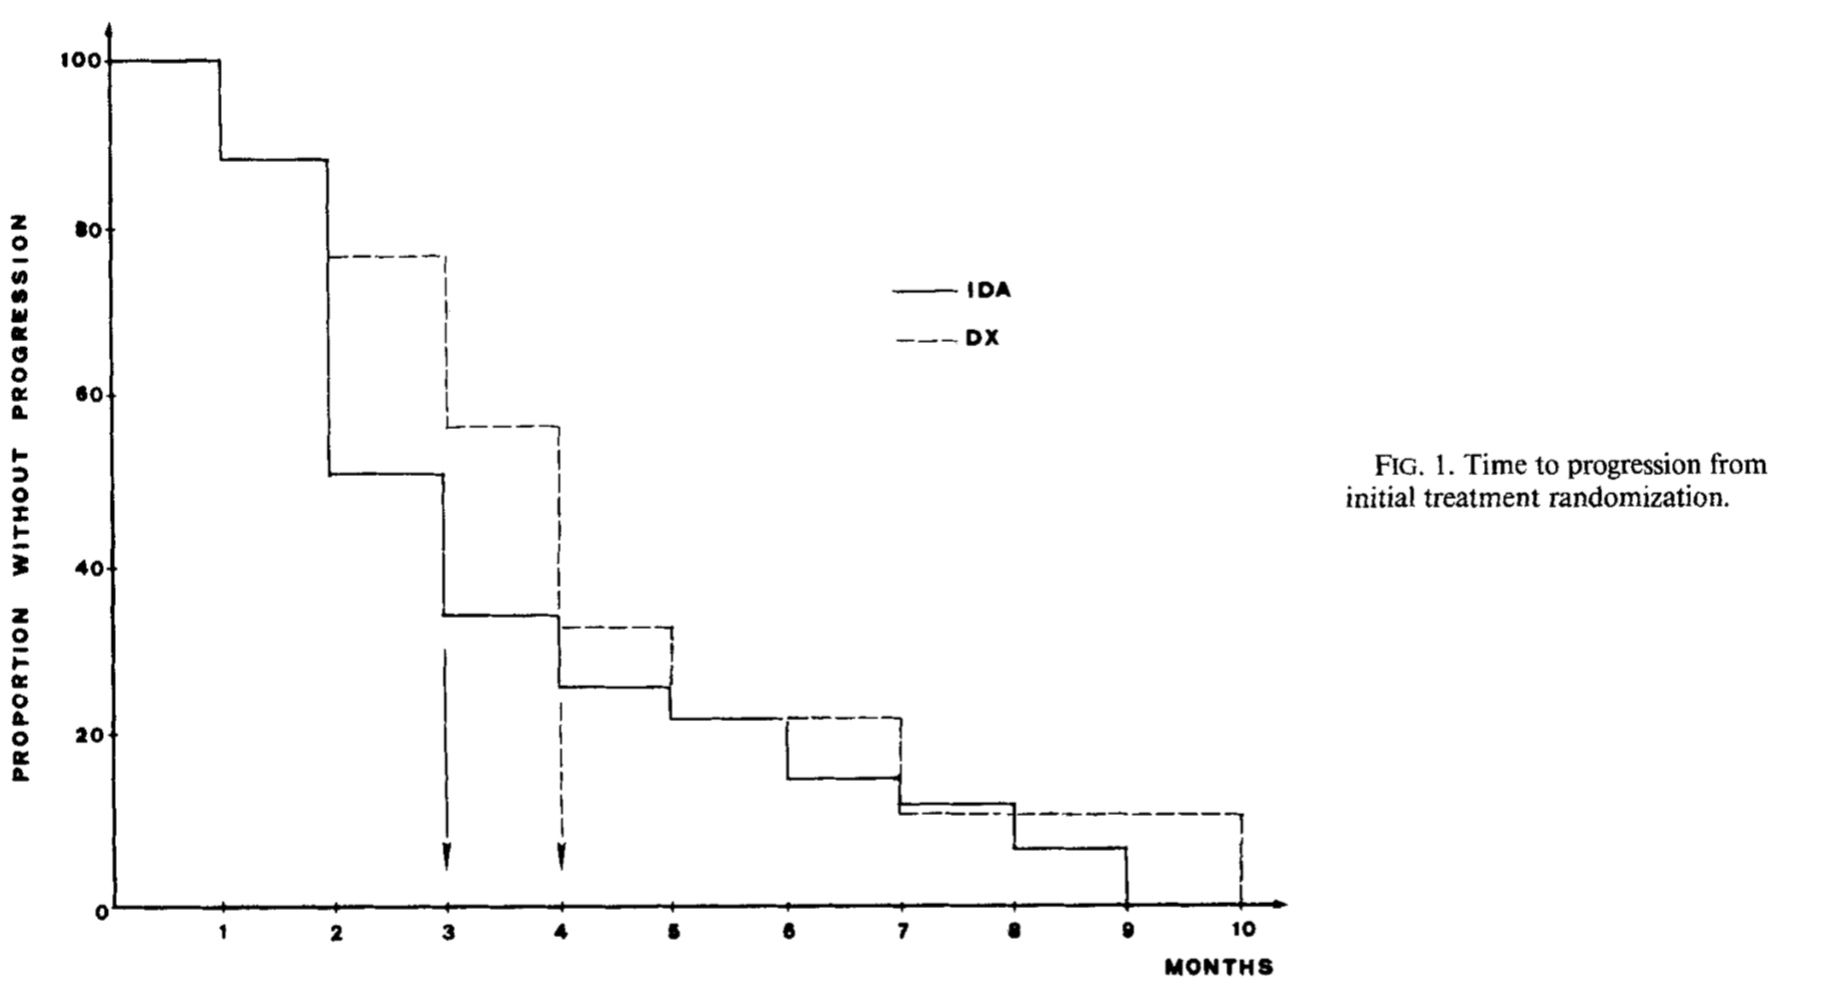 PROPORTION WITHOUT PROGRESSION
100
80
60
40
20
0
IDA
DX
1 2 3 4 5 6 7 8 9 10
MONTHS
FIG. 1. Time to progression from
initial treatment randomization.